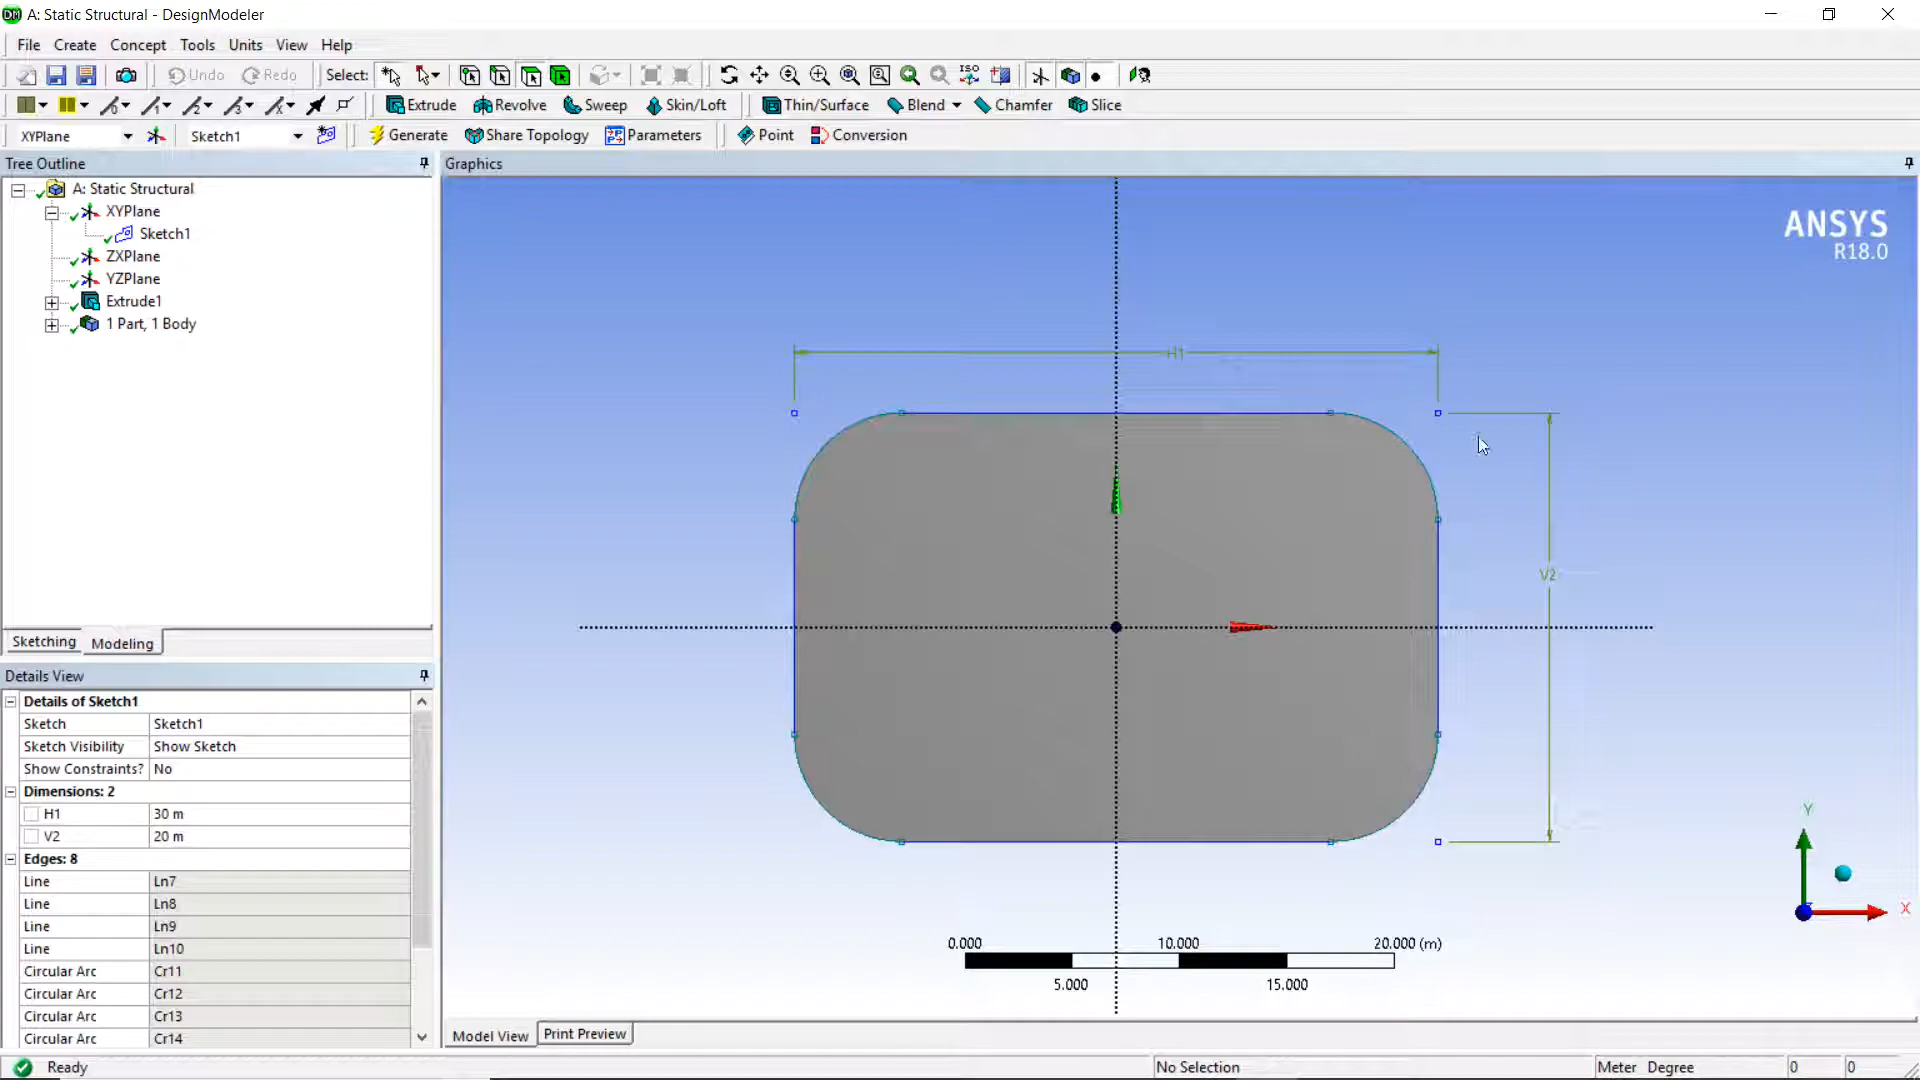 A: Static Structural - DesignModeler
File Create Concept Tools Units View Help
Undo Redo Select: ISO
Extrude Revolve Sweep Skin/Loft Thin/Surface Blend Chamfer Slice
XYPlane Sketch1 Generate Share Topology Parameters Point Conversion
Tree Outline
A: Static Structural
XYPlane
Sketch1
ZXPlane
YZPlane
Extrude1
1 Part, 1 Body
Sketching Modeling
Details View
Details of Sketch1
Sketch Sketch1
Sketch Visibility Show Sketch
Show Constraints? No
Dimensions: 2
H1 30 m
V2 20 m
Edges: 8
Line Ln7
Line Ln8
Line Ln9
Line Ln10
Circular Arc Cr11
Circular Arc Cr12
Circular Arc Cr13
Circular Arc Cr14
Graphics
ANSYS
R18.0
H1
V2
Y
X
0.000 10.000 20.000 (m)
5.000 15.000
Model View Print Preview
Ready No Selection Meter Degree 0 0